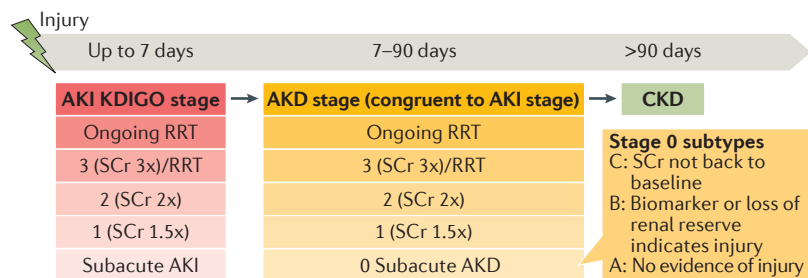 Injury
Up to 7 days
7–90 days
>90 days
AKI KDIGO stage
AKD stage (congruent to AKI stage)
CKD
Ongoing RRT
Ongoing RRT
3 (SCr 3x)/RRT
3 (SCr 3x)/RRT
2 (SCr 2x)
2 (SCr 2x)
1 (SCr 1.5x)
1 (SCr 1.5x)
Subacute AKI
0 Subacute AKD
Stage 0 subtypes
C: SCr not back to
baseline
B: Biomarker or loss of
renal reserve
indicates injury
A: No evidence of injury